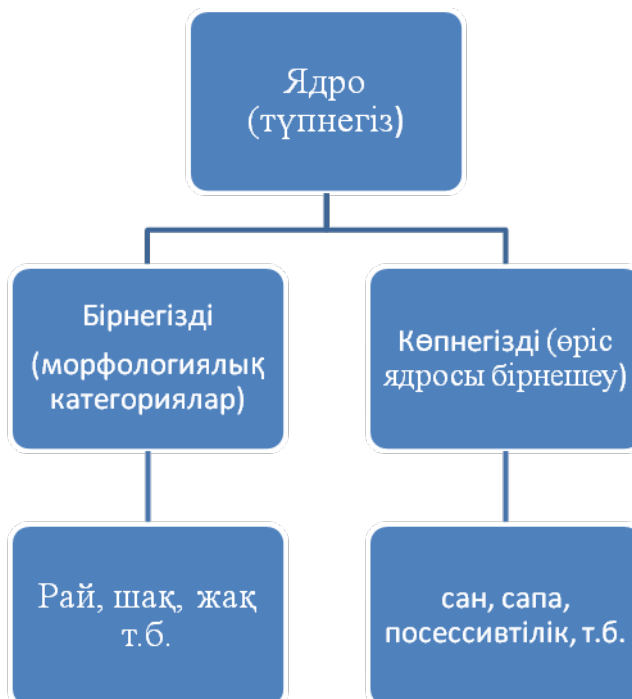 Ядро
(түпнегіз)
Бірнегізді
(морфологиялық
категориялар)
Көпнегізді (өріс
ядросы бірнешеу)
Рай, шақ, жақ
т.б.
сан, сапа,
посессивтілік, т.б.